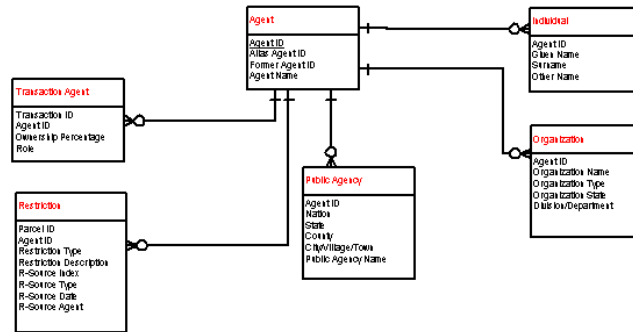 Agent
Agent ID
Alias Agent ID
Former Agent ID
Agent Name
Individual
Agent ID
Given Name
Surname
Other Name
Transaction Agent
Transaction ID
Agent ID
Ownership Percentage
Role
Organization
Agent ID
Organization Name
Organization Type
Organization State
Division/Department
Public Agency
Agent ID
Nation
State
County
City/Village/Town
Public Agency Name
Restriction
Parcel ID
Agent ID
Restriction Type
Restriction Description
R-Source Index
R-Source Type
R-Source Date
R-Source Agent